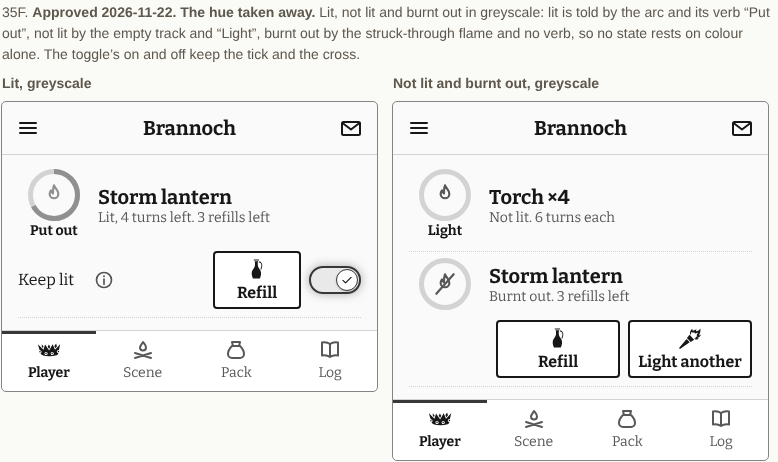 35F. Approved 2026-11-22. The hue taken away. Lit, not lit and burnt out in greyscale: lit is told by the arc and its verb “Put
out”, not lit by the empty track and “Light”, burnt out by the struck-through flame and no verb, so no state rests on colour
alone. The toggle’s on and off keep the tick and the cross.
Lit, greyscale
Brannoch
Storm lantern
Lit, 4 turns left. 3 refills left
Put out
Keep lit
Refill
Player Scene Pack Log
Not lit and burnt out, greyscale
Brannoch
Torch ×4
Not lit. 6 turns each
Light
Storm lantern
Burnt out. 3 refills left
Refill Light another
Player Scene Pack Log